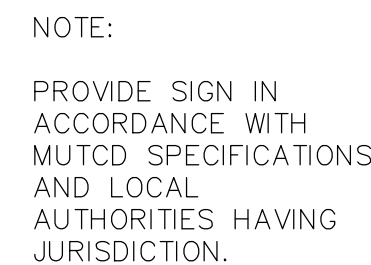 NOTE:
PROVIDE SIGN IN
ACCORDANCE WITH
MUTCD SPECIFICATIONS
AND LOCAL
AUTHORITIES HAVING
JURISDICTION.